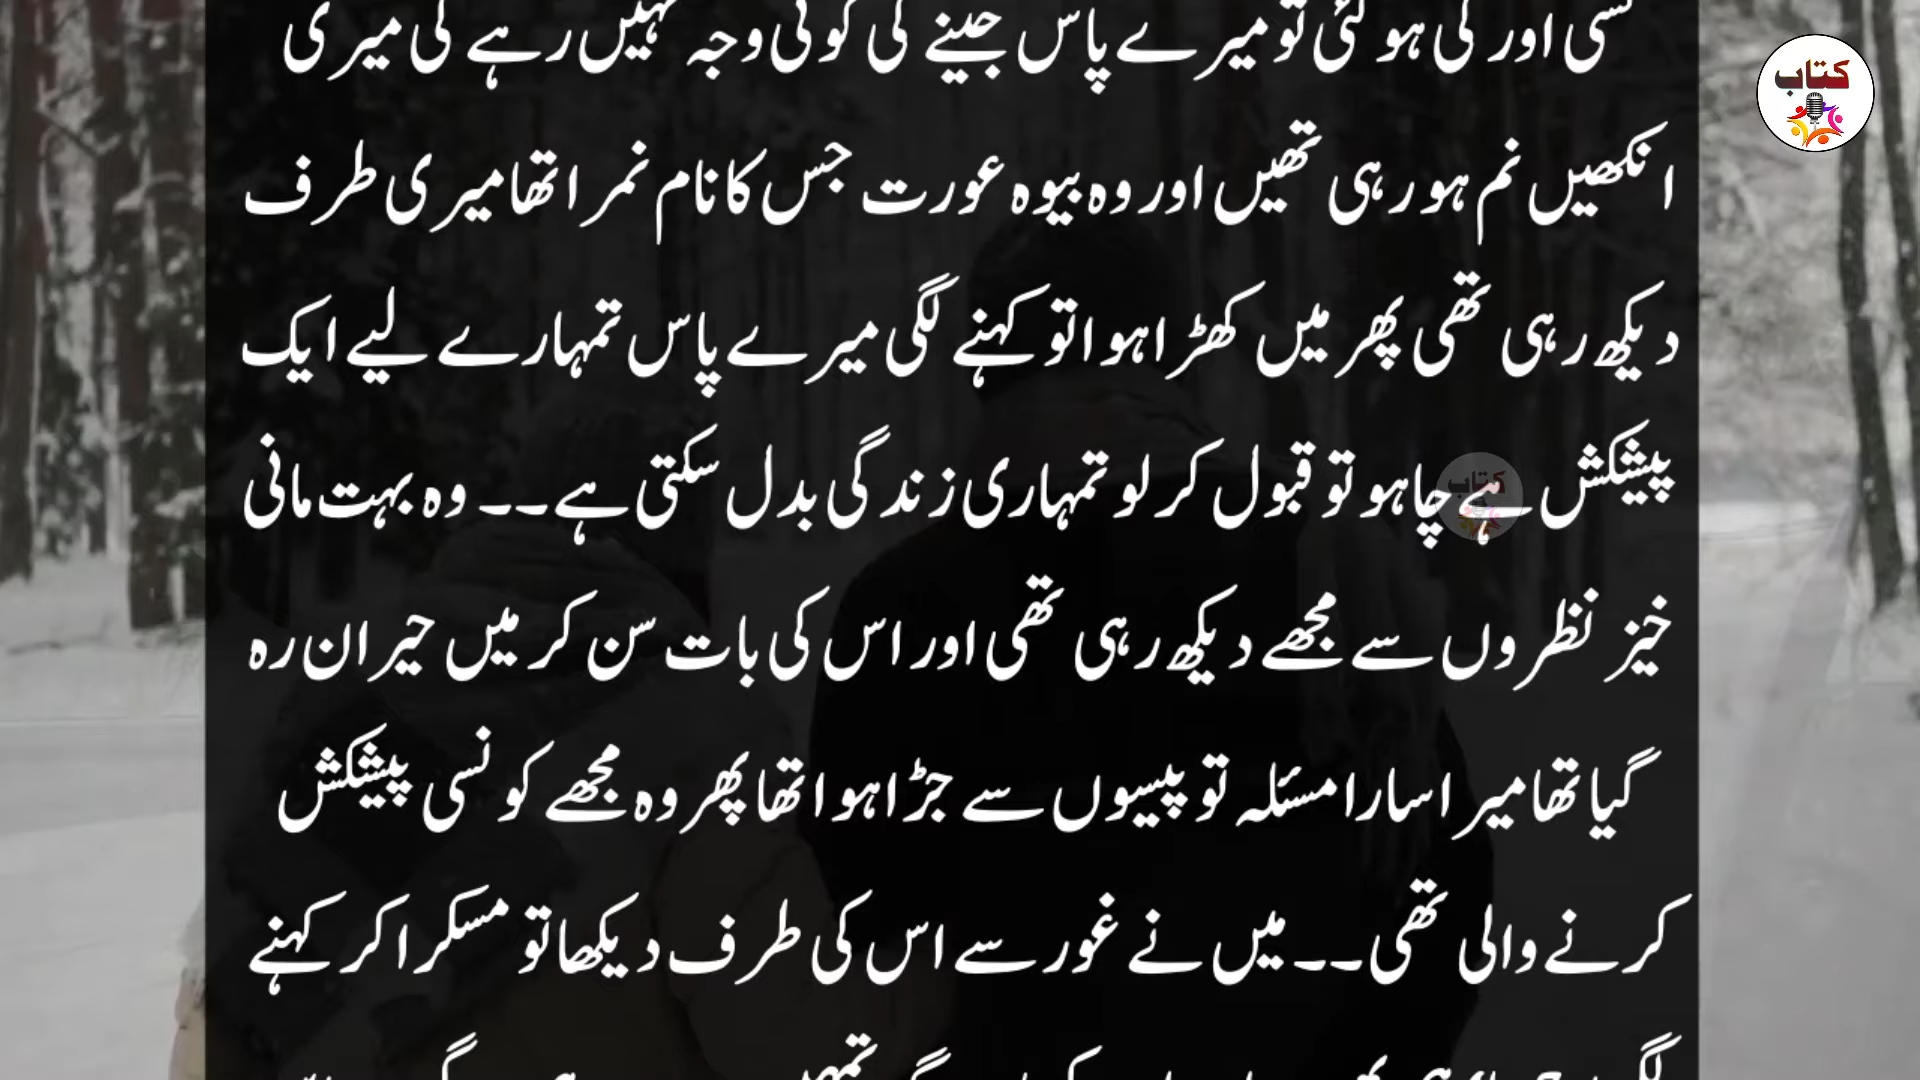 کسی اور کی ہو گئی تو میرے پاس جینے کی کوئی وجہ نہیں رہے گی میری
انکھیں نم ہو رہی تھیں اور وہ بیوہ عورت جس کا نام نمرا تھا میری طرف
دیکھ رہی تھی پھر میں کھڑا ہوا تو کہنے لگی میرے پاس تمہارے لیے ایک
پیشکش ہے چاہو تو قبول کر لو تمہاری زندگی بدل سکتی ہے۔۔ وہ بہت مانی
خیز نظروں سے مجھے دیکھ رہی تھی اور اس کی بات سن کر میں حیران رہ
گیا تھا میرا سارا مسئلہ تو پیسوں سے جڑا ہوا تھا پھر وہ مجھے کونسی پیشکش
کرنے والی تھی۔۔ میں نے غور سے اس کی طرف دیکھا تو مسکرا کر کہنے
کتاب
کتاب